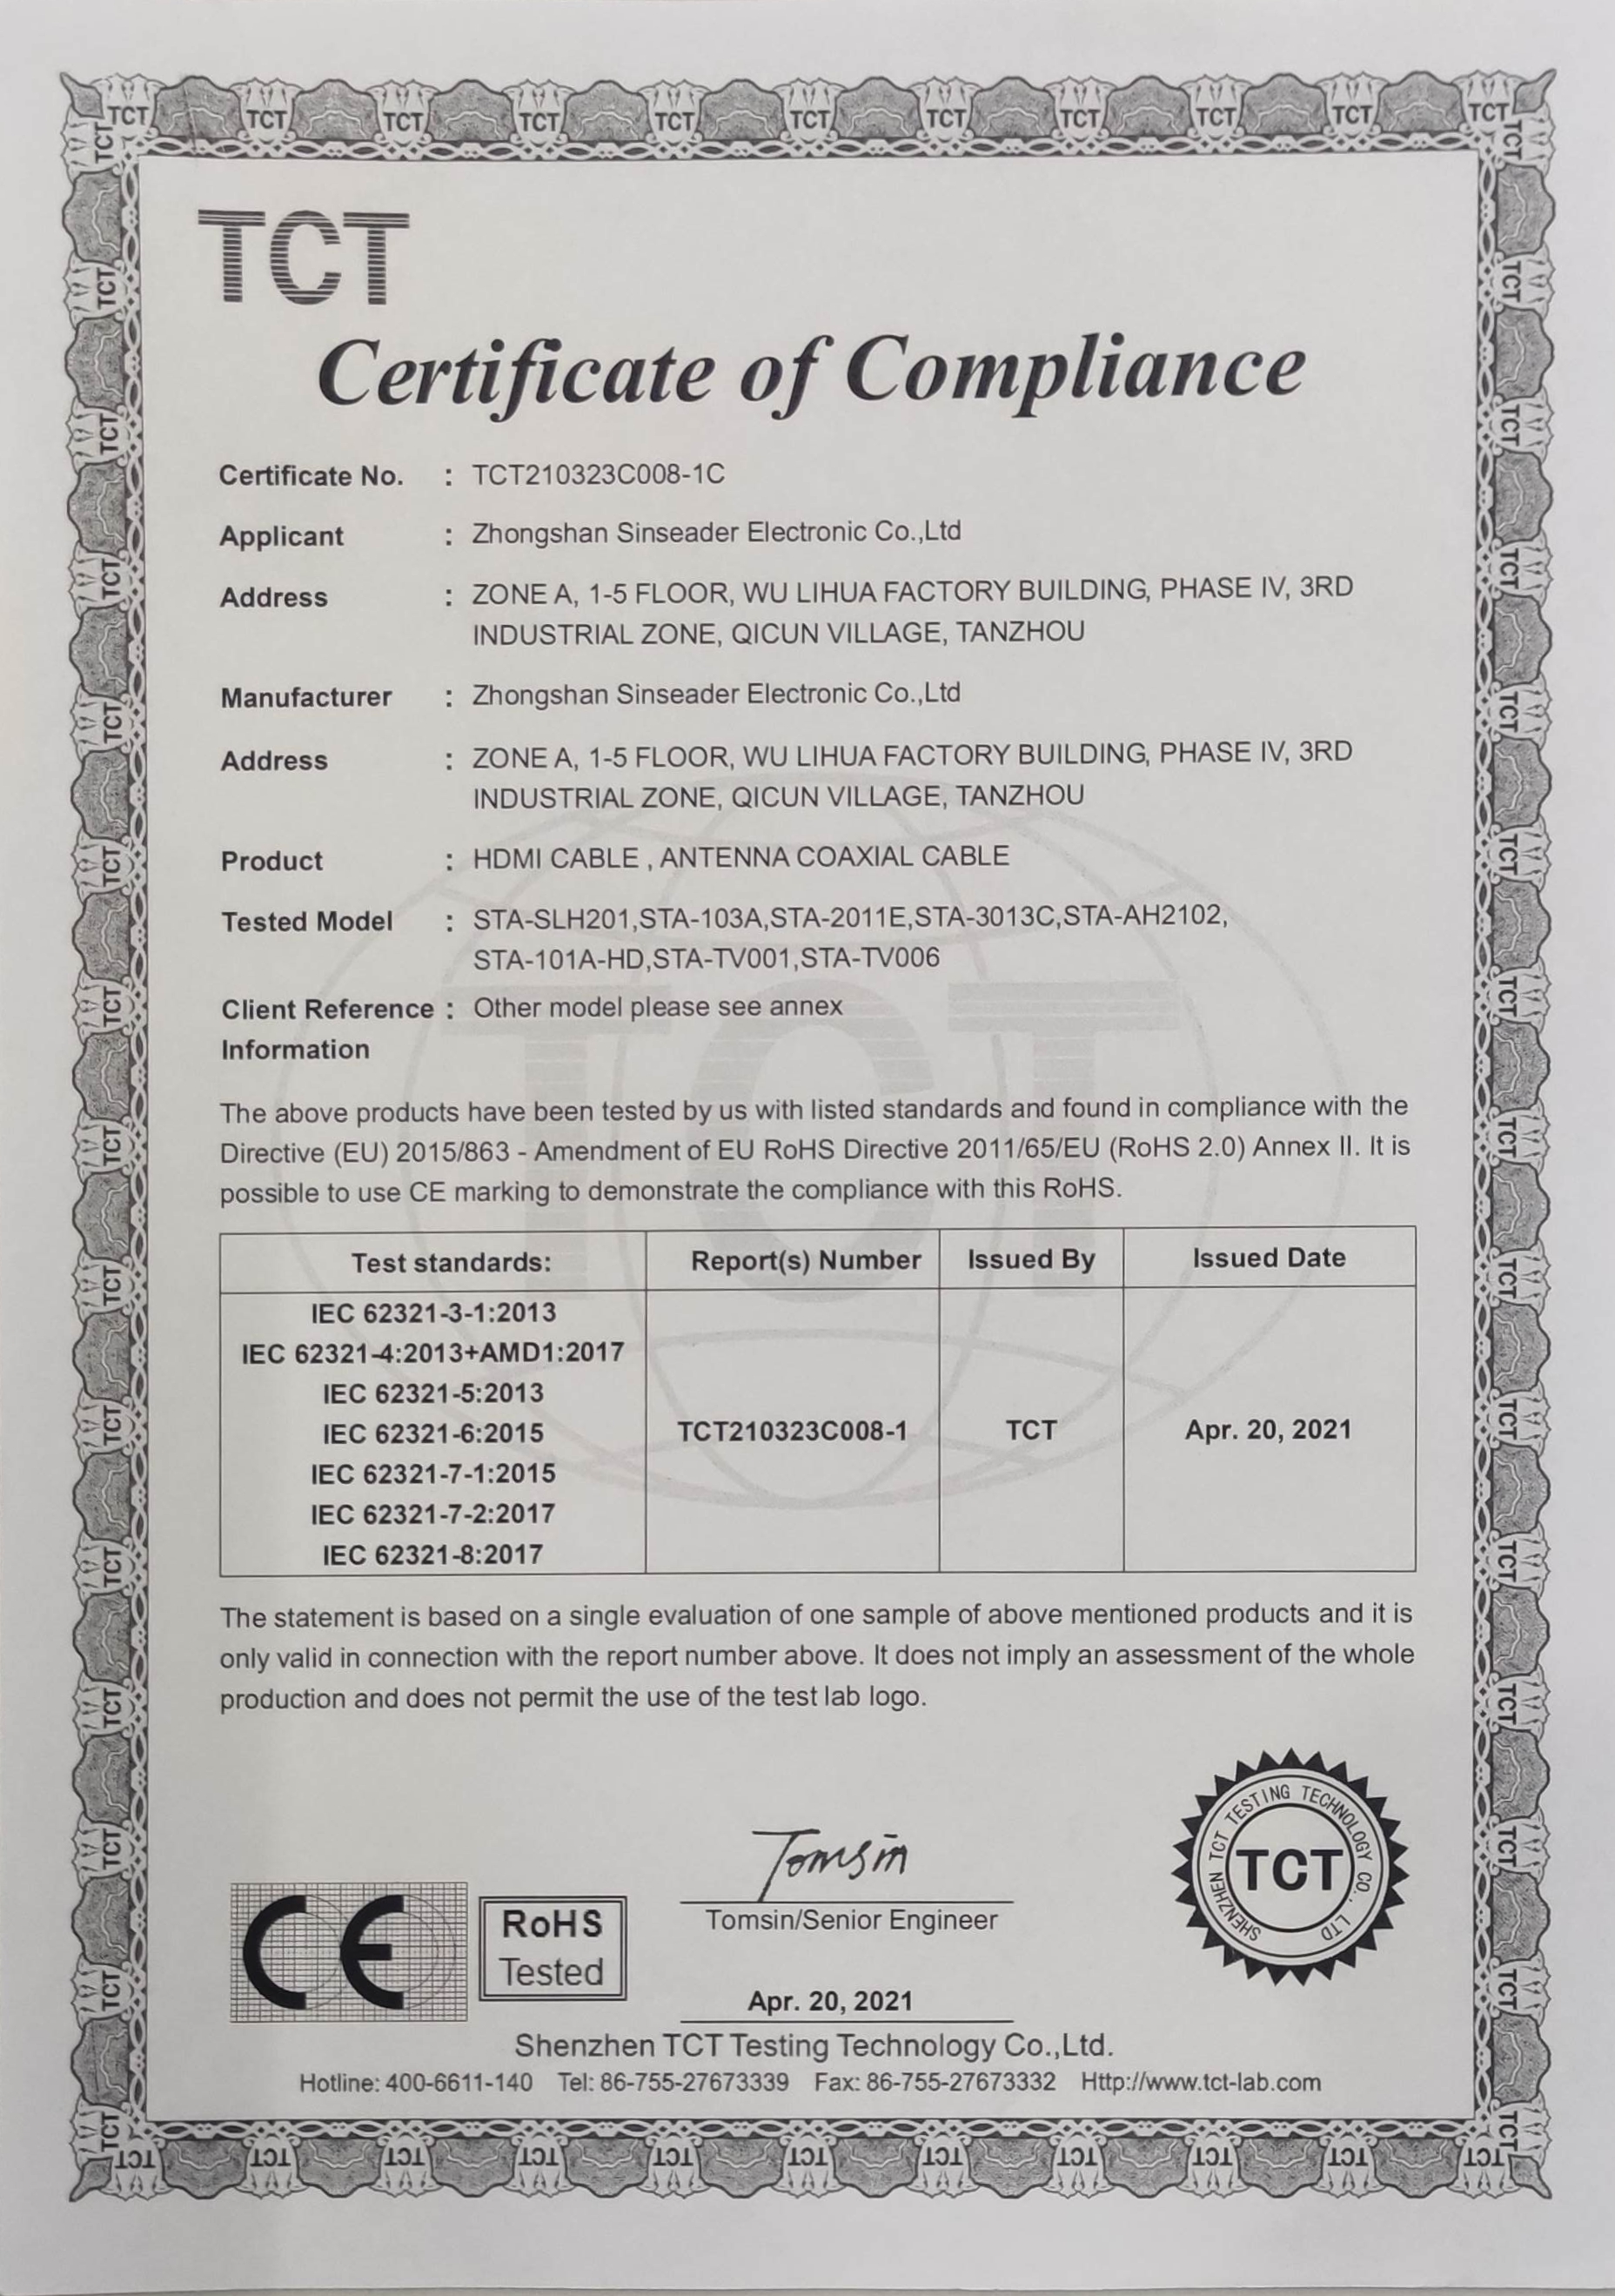 TCT
Certificate of Compliance
Certificate No. : TCT210323C008-1C
Applicant : Zhongshan Sinseader Electronic Co.,Ltd
Address : ZONE A, 1-5 FLOOR, WU LIHUA FACTORY BUILDING, PHASE IV, 3RD
INDUSTRIAL ZONE, QICUN VILLAGE, TANZHOU
Manufacturer : Zhongshan Sinseader Electronic Co.,Ltd
Address : ZONE A, 1-5 FLOOR, WU LIHUA FACTORY BUILDING, PHASE IV, 3RD
INDUSTRIAL ZONE, QICUN VILLAGE, TANZHOU
Product : HDMI CABLE , ANTENNA COAXIAL CABLE
Tested Model : STA-SLH201,STA-103A,STA-2011E,STA-3013C,STA-AH2102,
STA-101A-HD,STA-TV001,STA-TV006
Client Reference : Other model please see annex
Information
The above products have been tested by us with listed standards and found in compliance with the
Directive (EU) 2015/863 - Amendment of EU RoHS Directive 2011/65/EU (RoHS 2.0) Annex II. It is
possible to use CE marking to demonstrate the compliance with this RoHS.
Test standards: Report(s) Number Issued By Issued Date
IEC 62321-3-1:2013
IEC 62321-4:2013+AMD1:2017
IEC 62321-5:2013
IEC 62321-6:2015 TCT210323C008-1 TCT Apr. 20, 2021
IEC 62321-7-1:2015
IEC 62321-7-2:2017
IEC 62321-8:2017
The statement is based on a single evaluation of one sample of above mentioned products and it is
only valid in connection with the report number above. It does not imply an assessment of the whole
production and does not permit the use of the test lab logo.
Tomsin
Tomsin/Senior Engineer
Apr. 20, 2021
CE
RoHS
Tested
SHENZHEN TCT TESTING TECHNOLOGY CO., LTD
TCT
Shenzhen TCT Testing Technology Co.,Ltd.
Hotline: 400-6611-140 Tel: 86-755-27673339 Fax: 86-755-27673332 Http://www.tct-lab.com